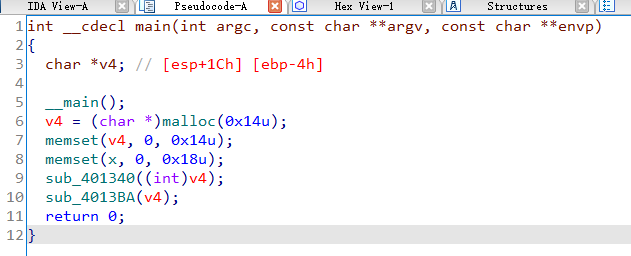 IDA View-A Pseudocode-A Hex View-1 A Structures
1 int __cdecl main(int argc, const char **argv, const char **envp)
2 {
3 char *v4; // [esp+1Ch] [ebp-4h]
4
5 __main();
6 v4 = (char *)malloc(0x14u);
7 memset(v4, 0, 0x14u);
8 memset(x, 0, 0x18u);
9 sub_401340((int)v4);
10 sub_4013BA(v4);
11 return 0;
12 }